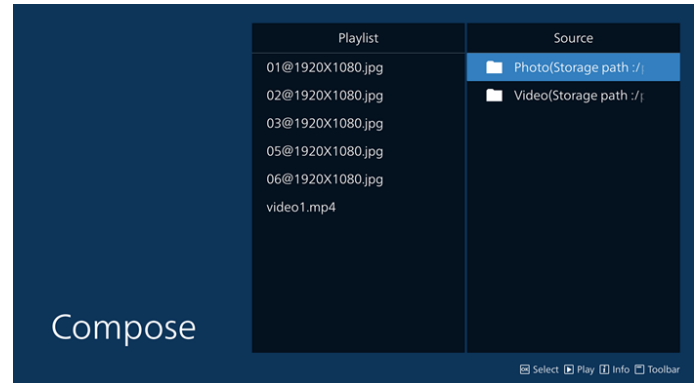 Playlist
Source
01@1920X1080.jpg
02@1920X1080.jpg
03@1920X1080.jpg
05@1920X1080.jpg
06@1920X1080.jpg
video1.mp4
Photo(Storage path :/
Video(Storage path :/
Compose
OK Select Play i Info Toolbar